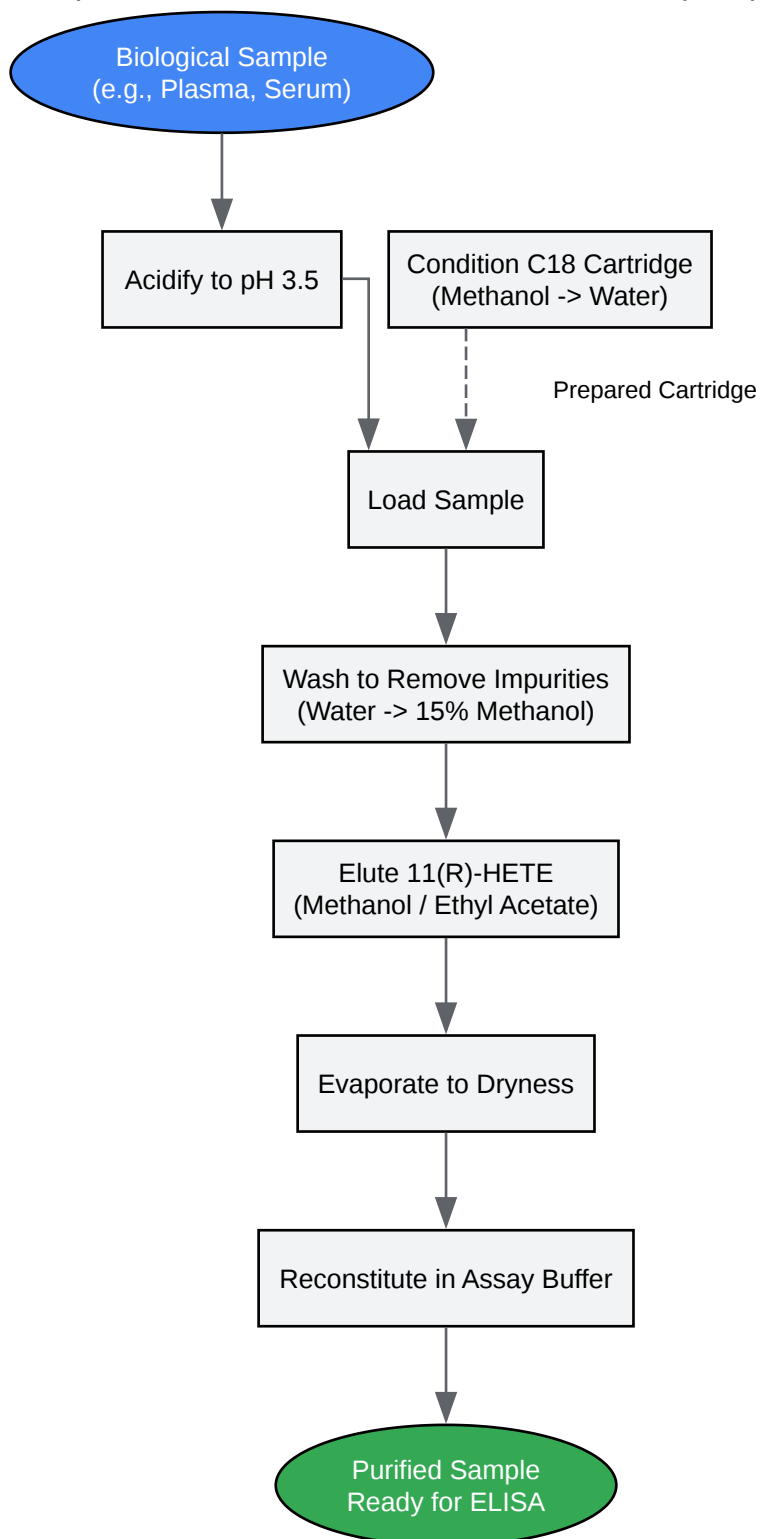 Biological Sample
(e.g., Plasma, Serum)
Acidify to pH 3.5
Condition C18 Cartridge
(Methanol -> Water)
Prepared Cartridge
Load Sample
Wash to Remove Impurities
(Water -> 15% Methanol)
Elute 11(R)-HETE
(Methanol / Ethyl Acetate)
Evaporate to Dryness
Reconstitute in Assay Buffer
Purified Sample
Ready for ELISA